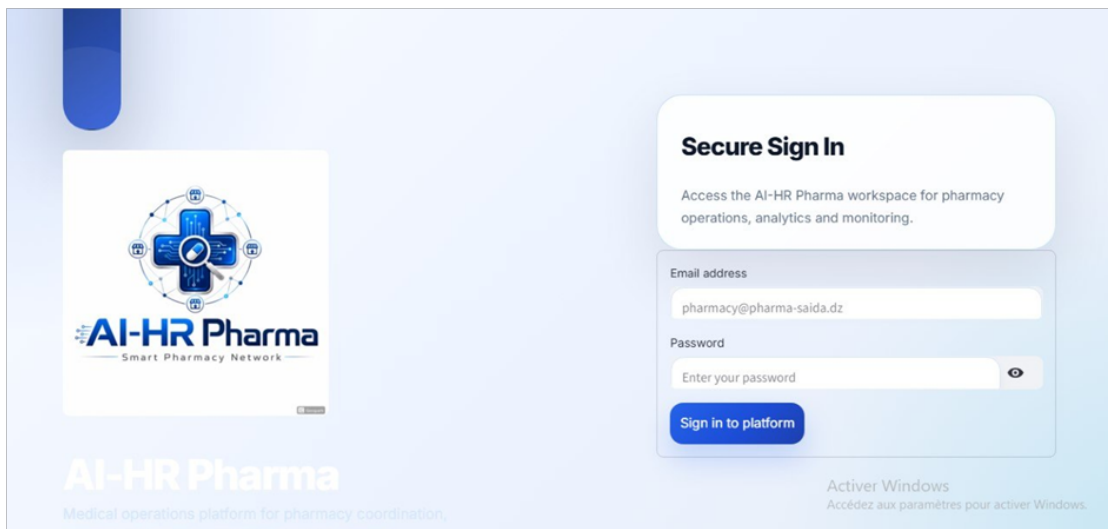 AI-HR Pharma
Smart Pharmacy Network
AI-HR Pharma
Medical operations platform for pharmacy coordination,
Secure Sign In
Access the AI-HR Pharma workspace for pharmacy
operations, analytics and monitoring.
Email address
pharmacy@pharma-saida.dz
Password
Enter your password
Sign in to platform
Activer Windows
Accédez aux paramètres pour activer Windows.